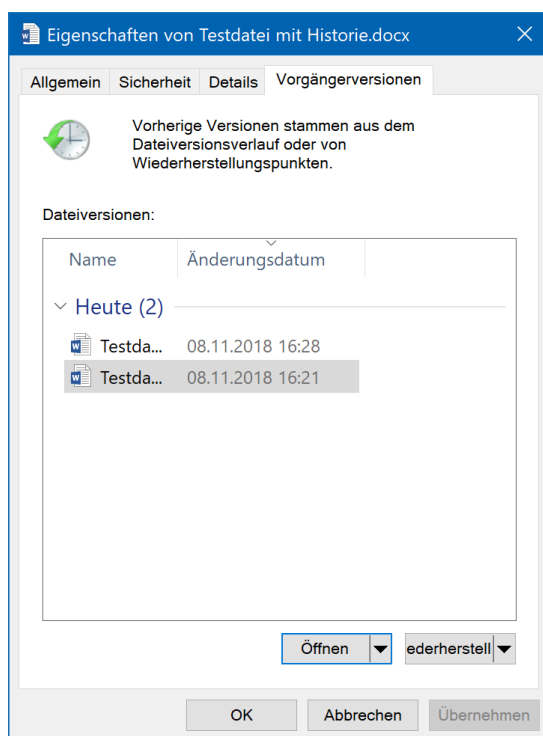 Eigenschaften von Testdatei mit Historie.docx
Allgemein Sicherheit Details Vorgängerversionen
Vorherige Versionen stammen aus dem
Dateiversionsverlauf oder von
Wiederherstellungspunkten.
Dateiversionen:
Name Änderungsdatum
Heute (2)
Testda... 08.11.2018 16:28
Testda... 08.11.2018 16:21
Öffnen ederherstell
OK Abbrechen Übernehmen